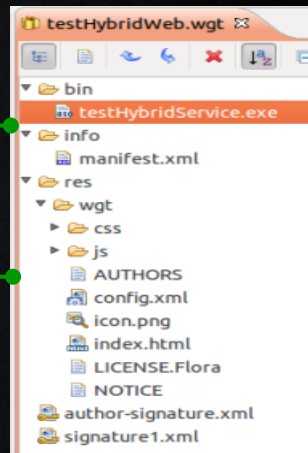 testHybridWeb.wgt
bin
testHybridService.exe
info
manifest.xml
res
wgt
css
js
AUTHORS
config.xml
icon.png
index.html
LICENSE.Flora
NOTICE
author-signature.xml
signature1.xml